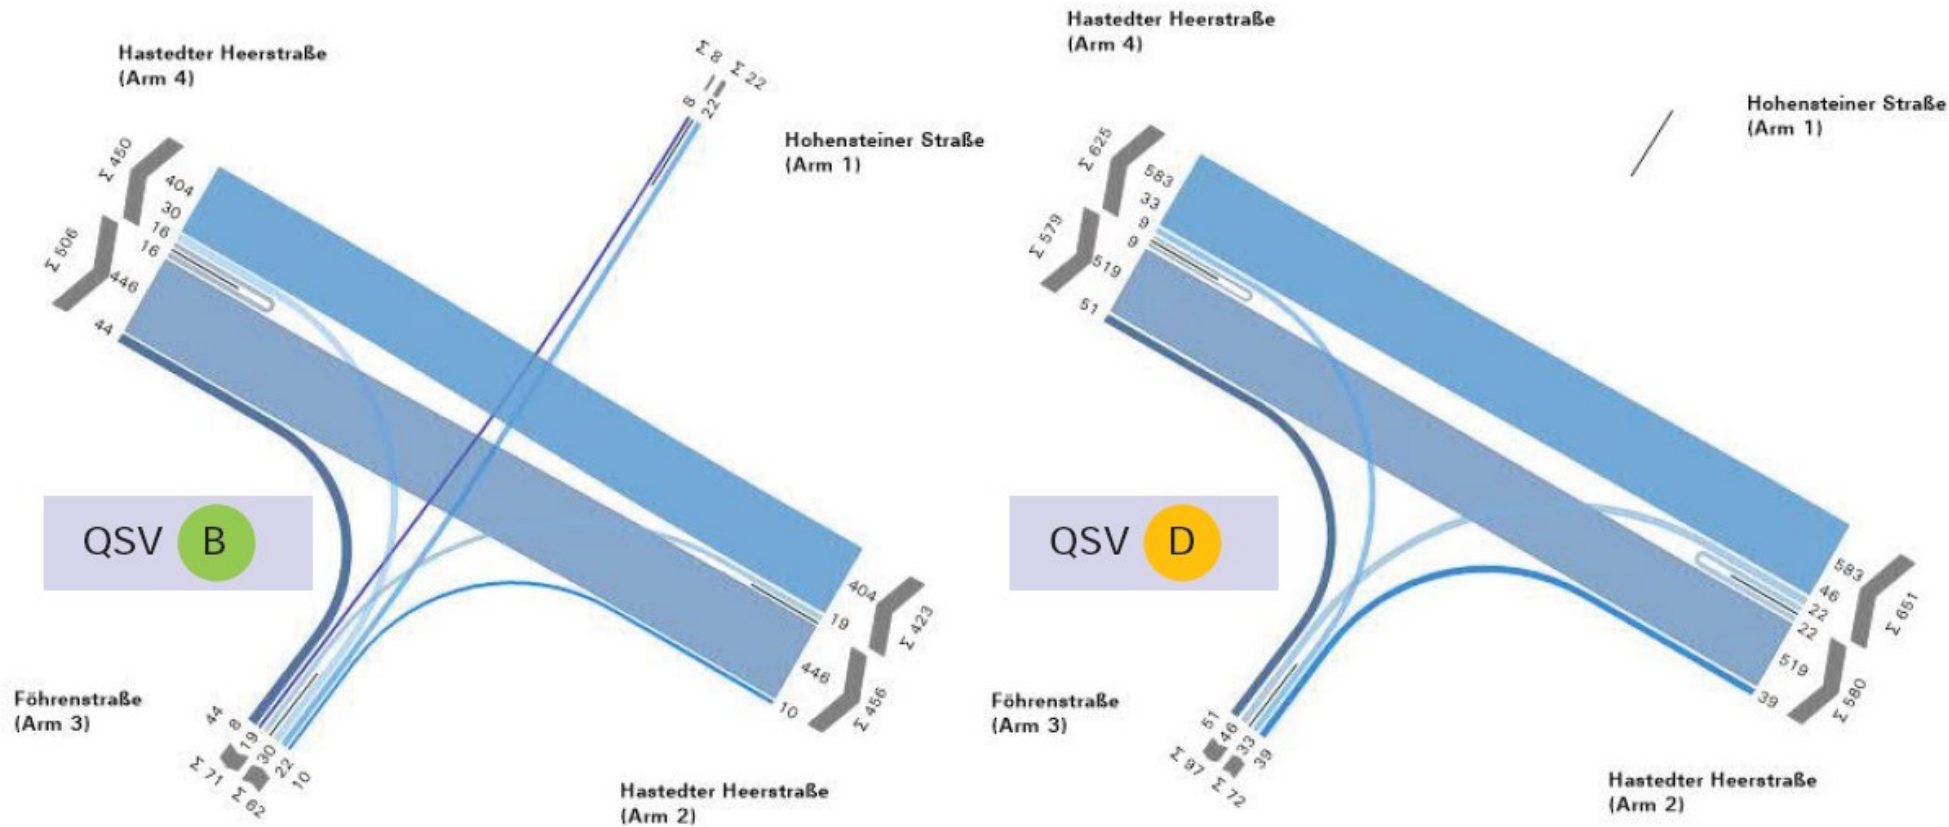 Hastedter Heerstraße
(Arm 4)
Σ 8
Σ 22
8
22
Hohensteiner Straße
(Arm 1)
Σ 450
404
30
16
16
Σ 506
446
44
QSV B
404
19
Σ 423
446
10
Σ 456
Föhrenstraße
(Arm 3)
44
8
19
30
22
10
Σ 71
Σ 62
Hastedter Heerstraße
(Arm 2)
Hastedter Heerstraße
(Arm 4)
Hohensteiner Straße
(Arm 1)
Σ 625
583
33
9
9
Σ 579
519
51
QSV D
583
46
22
22
Σ 651
519
39
Σ 580
Föhrenstraße
(Arm 3)
51
46
33
39
Σ 97
Σ 72
Hastedter Heerstraße
(Arm 2)